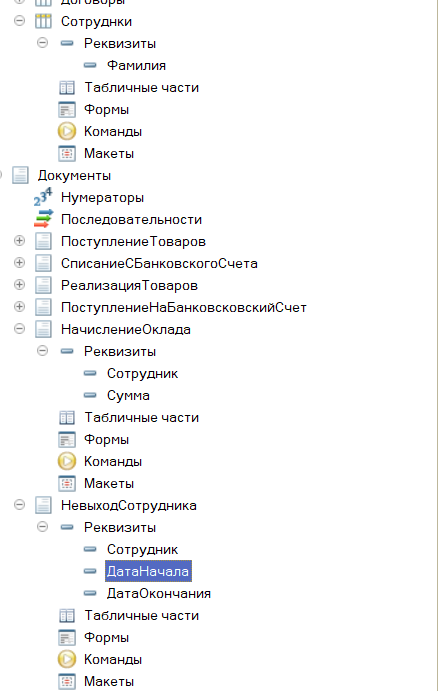 Договоры
Сотруднки
Реквизиты
Фамилия
Табличные части
Формы
Команды
Макеты
Документы
Нумераторы
Последовательности
ПоступлениеТоваров
СписаниеСБанковскогоСчета
РеализацияТоваров
ПоступлениеНаБанковсковскийСчет
НачислениеОклада
Реквизиты
Сотрудник
Сумма
Табличные части
Формы
Команды
Макеты
НевыходСотрудника
Реквизиты
Сотрудник
ДатаНачала
ДатаОкончания
Табличные части
Формы
Команды
Макеты